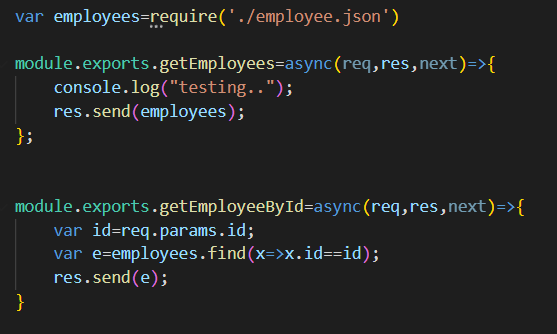 var employees=require('./employee.json')
module.exports.getEmployees=async(req,res,next)=>{
console.log("testing..");
res.send(employees);
};
module.exports.getEmployeeById=async(req,res,next)=>{
var id=req.params.id;
var e=employees.find(x=>x.id==id);
res.send(e);
}